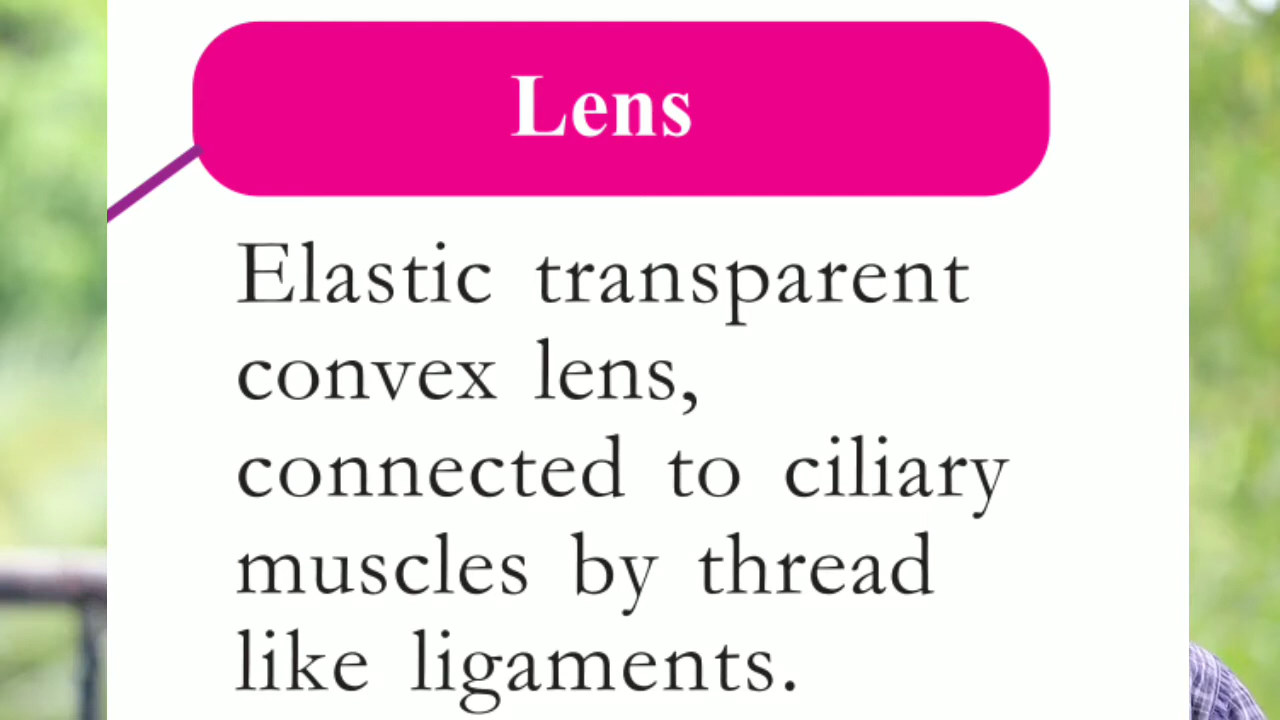 Lens
Elastic transparent
convex lens,
connected to ciliary
muscles by thread
like ligaments.